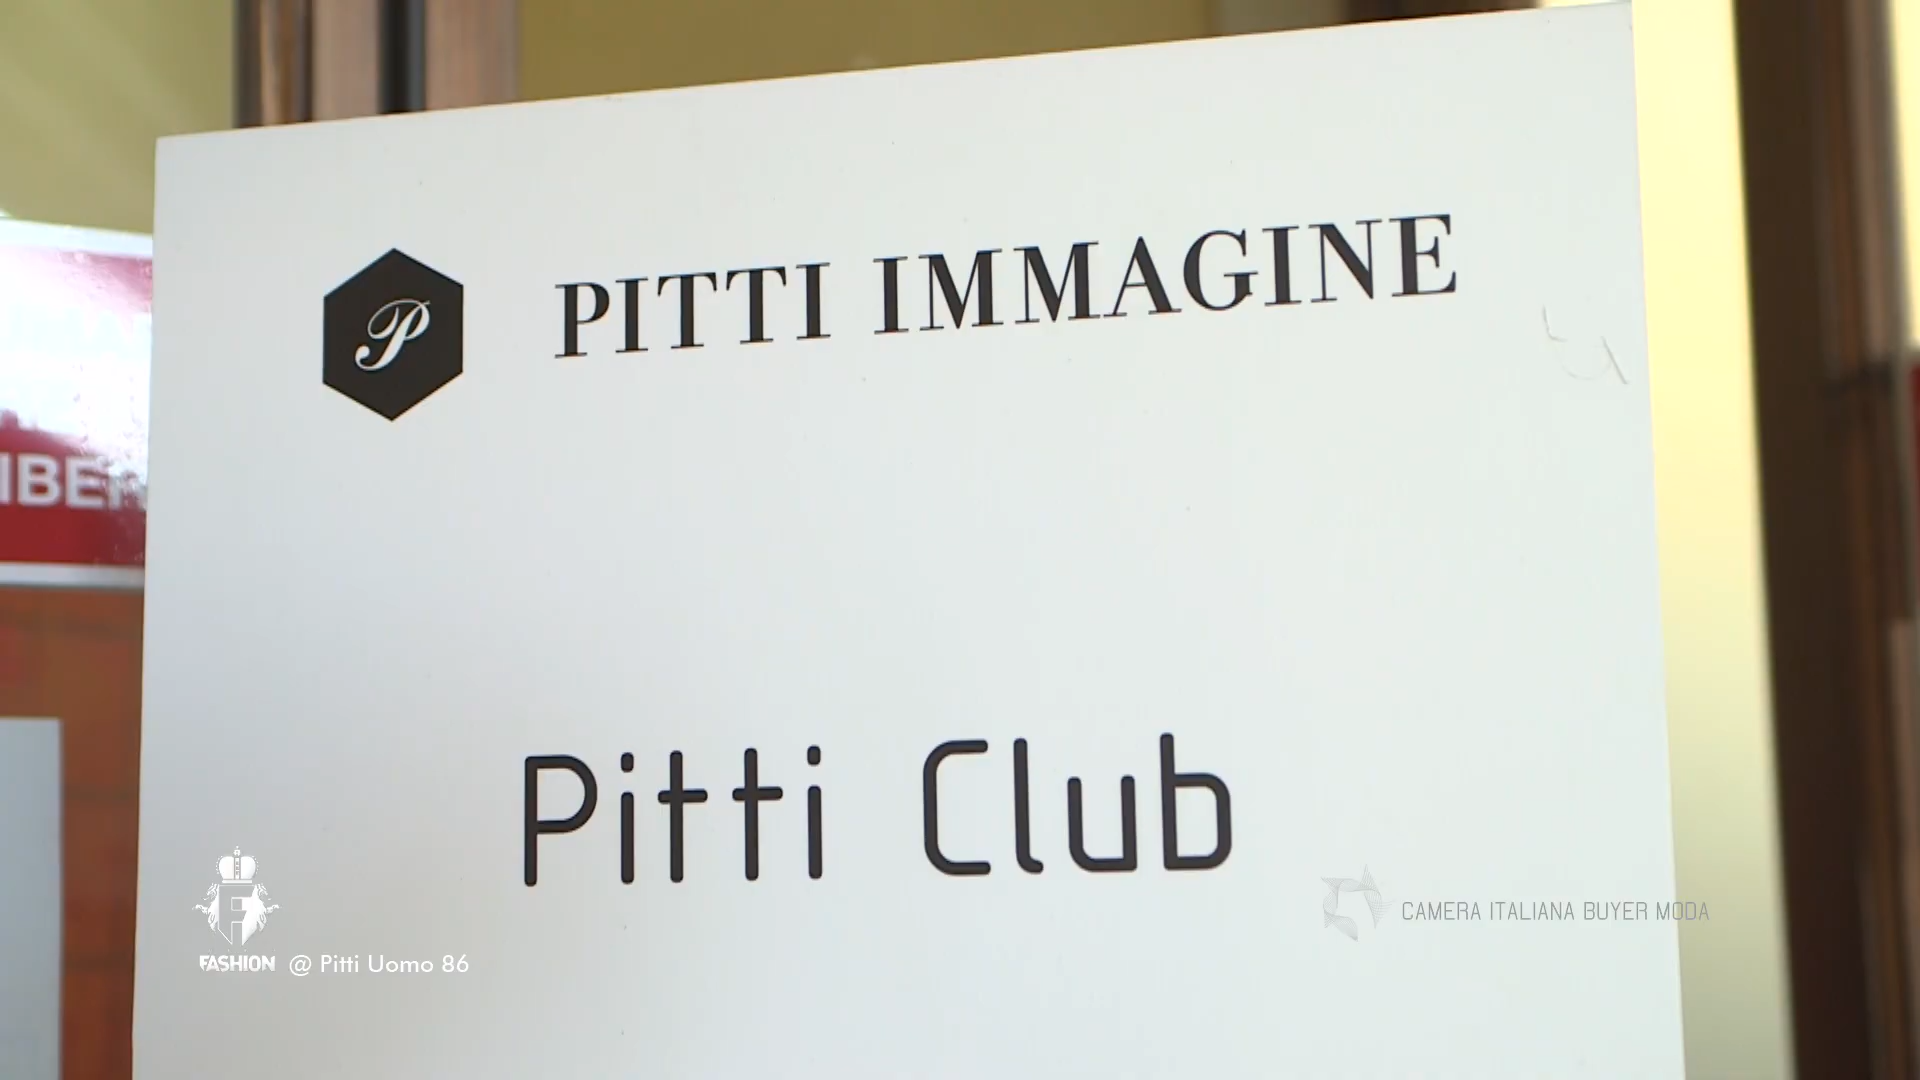 PITTI IMMAGINE
Pitti Club
CAMERA ITALIANA BUYER MODA
FASHION @ Pitti Uomo 86